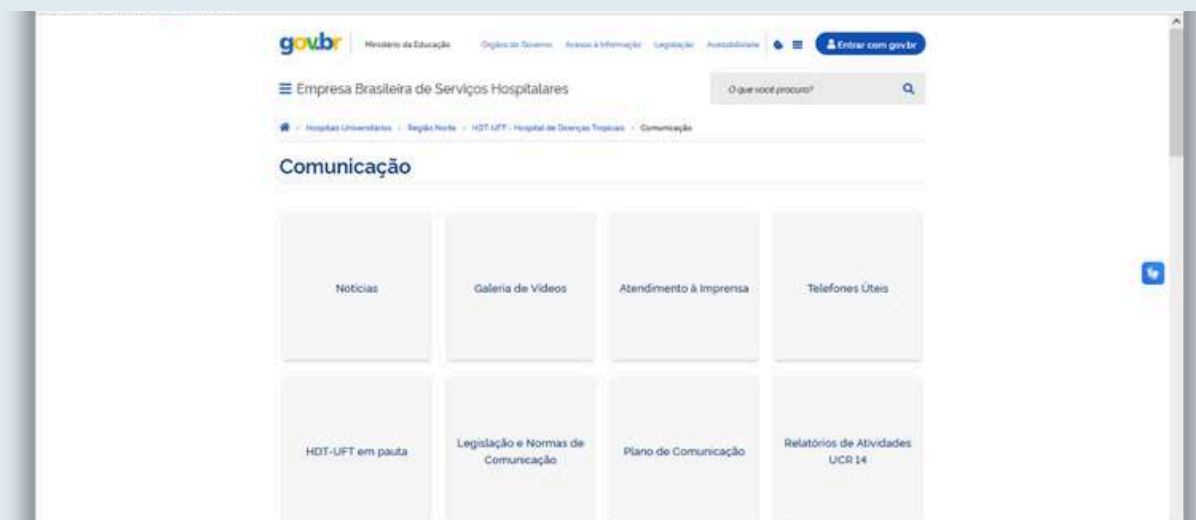 gov.br Ministério da Educação Órgãos do Governo Acesso à Informação Legislação Acessibilidade Entrar com gov.br
Empresa Brasileira de Serviços Hospitalares O que você procura?
Hospitais Universitários > Região Norte > HDT-UFT - Hospital de Doenças Tropicais > Comunicação
Comunicação
Notícias Galeria de Vídeos Atendimento à Imprensa Telefones Úteis
HDT-UFT em pauta Legislação e Normas de Comunicação Plano de Comunicação Relatórios de Atividades UCR 14